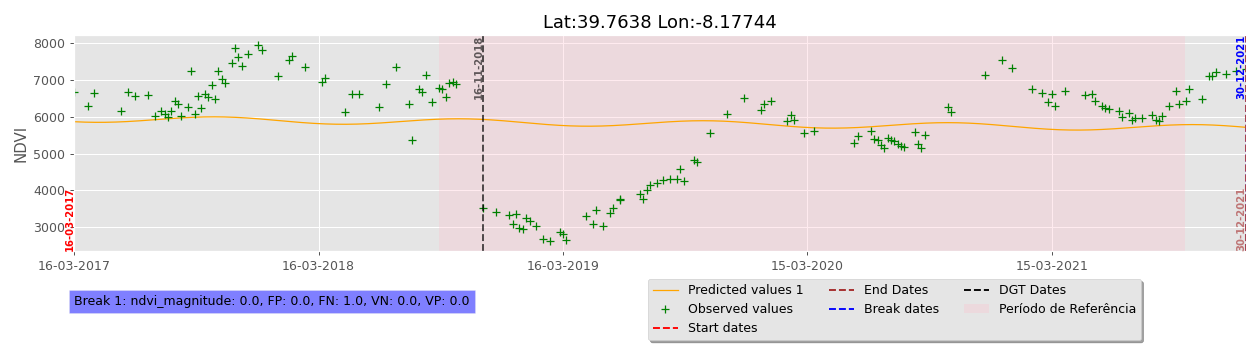 Lat:39.7638 Lon:-8.17744
NDVI
8000
7000
6000
5000
4000
3000
16-03-2017
16-11-2018
30-12-2021
30-12-2021
16-03-2017
16-03-2018
16-03-2019
15-03-2020
15-03-2021
Break 1: ndvi_magnitude: 0.0, FP: 0.0, FN: 1.0, VN: 0.0, VP: 0.0
Predicted values 1
Observed values
Start dates
End Dates
Break dates
DGT Dates
Período de Referência